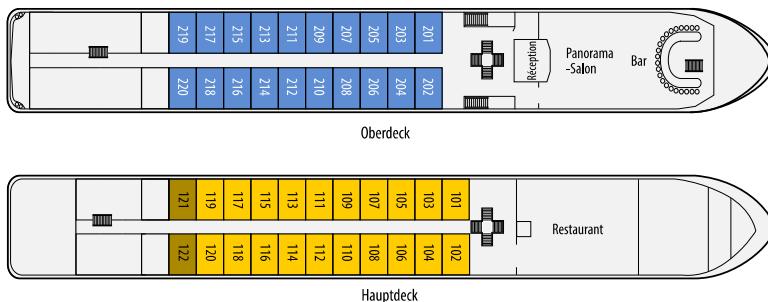 219 217 215 213 211 209 207 205 203 201
220 218 216 214 212 210 208 206 204 202
Réception
Panorama
-Salon
Bar
Oberdeck
121 119 117 115 113 111 109 107 105 103 101
122 120 118 116 114 112 110 108 106 104 102
Restaurant
Hauptdeck